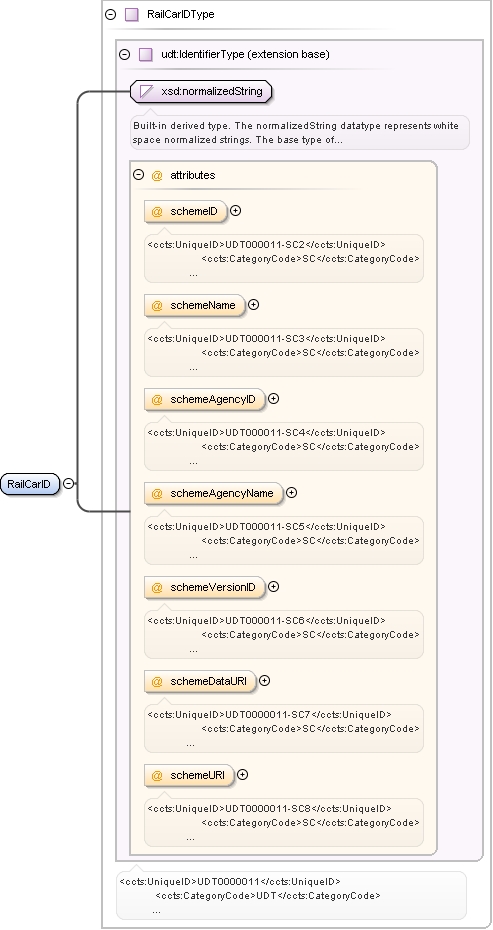 RailCarIDType
udt:IdentifierType (extension base)
xsd:normalizedString
Built-in derived type. The normalizedString datatype represents white
space normalized strings. The base type of...
@ attributes
@ schemeID
<ccts:UniqueID>UDT000011-SC2</ccts:UniqueID>
<ccts:CategoryCode>SC</ccts:CategoryCode>
...
@ schemeName
<ccts:UniqueID>UDT000011-SC3</ccts:UniqueID>
<ccts:CategoryCode>SC</ccts:CategoryCode>
...
@ schemeAgencyID
<ccts:UniqueID>UDT000011-SC4</ccts:UniqueID>
<ccts:CategoryCode>SC</ccts:CategoryCode>
...
RailCarID
@ schemeAgencyName
<ccts:UniqueID>UDT000011-SC5</ccts:UniqueID>
<ccts:CategoryCode>SC</ccts:CategoryCode>
...
@ schemeVersionID
<ccts:UniqueID>UDT000011-SC6</ccts:UniqueID>
<ccts:CategoryCode>SC</ccts:CategoryCode>
...
@ schemeDataURI
<ccts:UniqueID>UDT0000011-SC7</ccts:UniqueID>
<ccts:CategoryCode>SC</ccts:CategoryCode>
...
@ schemeURI
<ccts:UniqueID>UDT0000011-SC8</ccts:UniqueID>
<ccts:CategoryCode>SC</ccts:CategoryCode>
...
<ccts:UniqueID>UDT0000011</ccts:UniqueID>
<ccts:CategoryCode>UDT</ccts:CategoryCode>
...